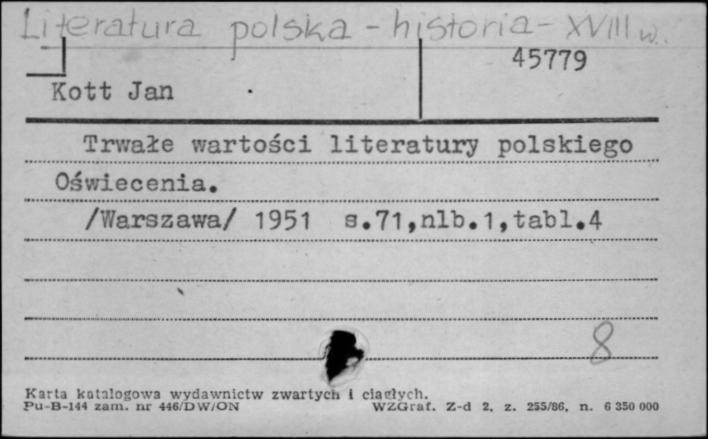 Literatura polska - historia - XVIII w.
45779
Kott Jan
Trwałe wartości literatury polskiego
Oświecenia.
/Warszawa/ 1951 s.71,nlb.1,tabl.4
8
Karta katalogowa wydawnictw zwartych i ciągłych.
Pu-B-144 zam. nr 446/DW/ON WZGraf. Z-d 2, z. 255/86, n. 6 350 000